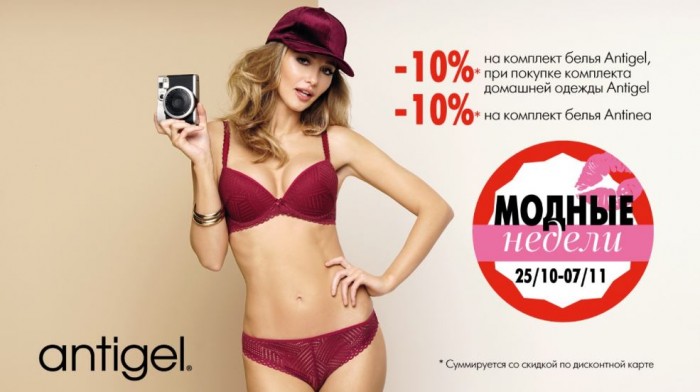 -10%* на комплект белья Antigel,
при покупке комплекта
домашней одежды Antigel
-10%* на комплект белья Antinea
МОДНЫЕ
недели
25/10-07/11
antigel®
* Суммируется со скидкой по дисконтной карте